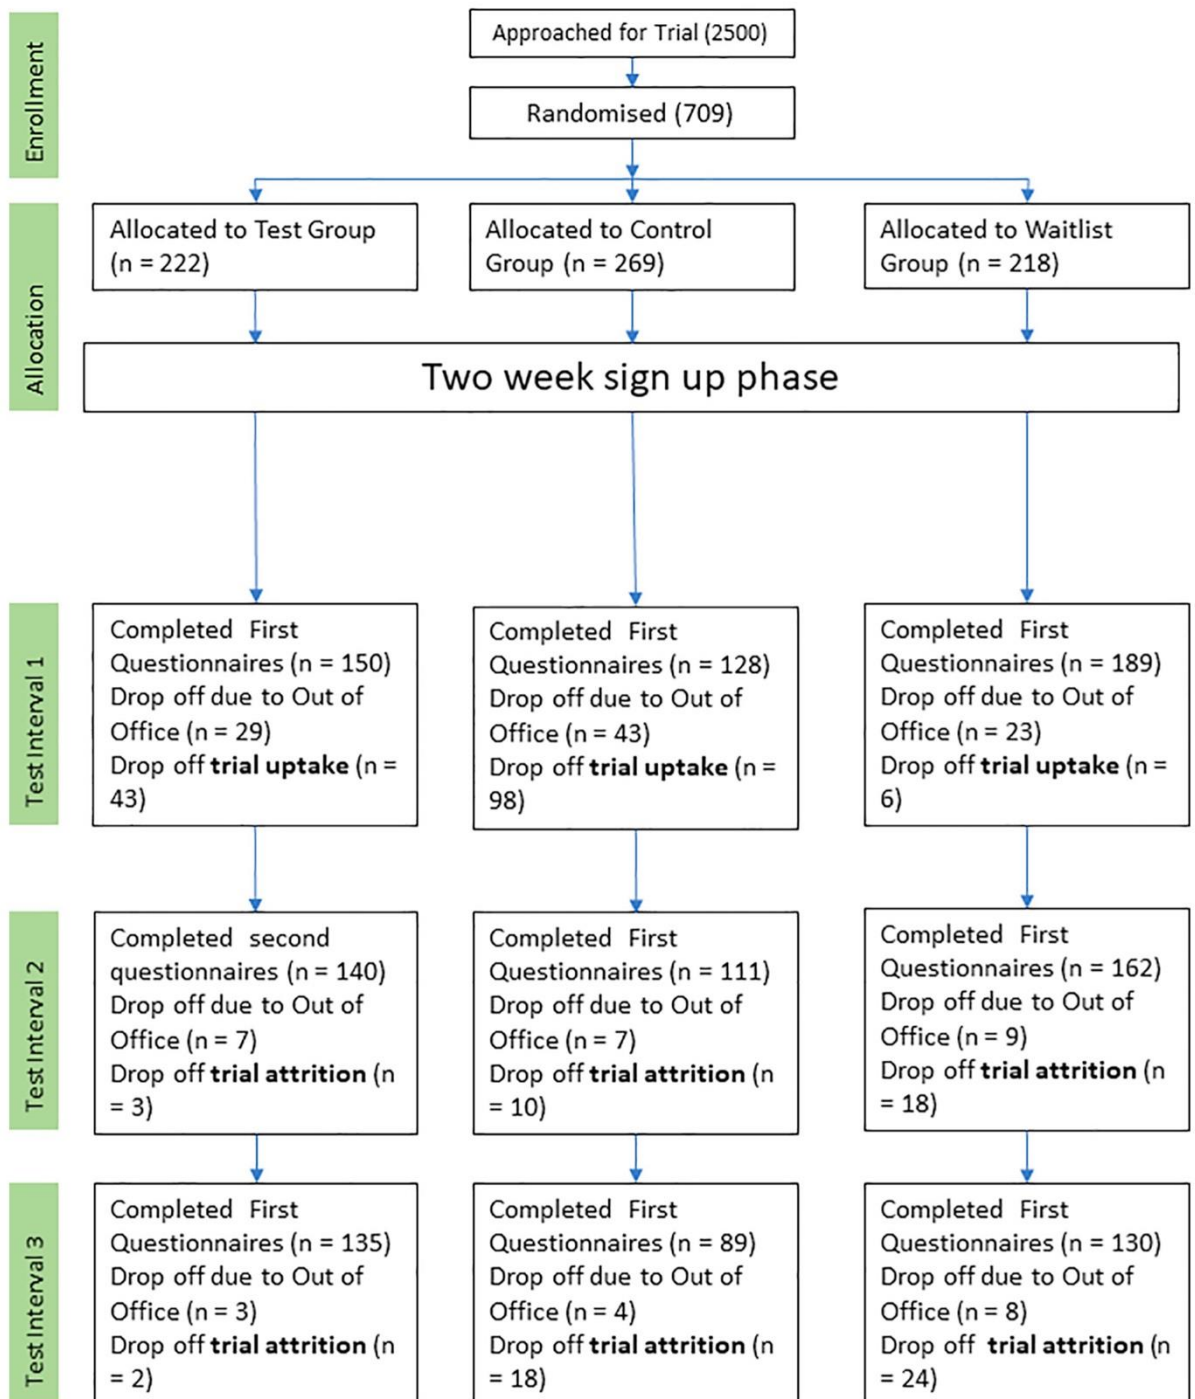 Enrollment
Approached for Trial (2500)
Randomised (709)
Allocation
Allocated to Test Group
(n = 222)
Allocated to Control
Group (n = 269)
Allocated to Waitlist
Group (n = 218)
Two week sign up phase
Test Interval 1
Completed First
Questionnaires (n = 150)
Drop off due to Out of
Office (n = 29)
Drop off trial uptake (n =
43)
Completed First
Questionnaires (n = 128)
Drop off due to Out of
Office (n = 43)
Drop off trial uptake (n =
98)
Completed First
Questionnaires (n = 189)
Drop off due to Out of
Office (n = 23)
Drop off trial uptake (n =
6)
Test Interval 2
Completed second
questionnaires (n = 140)
Drop off due to Out of
Office (n = 7)
Drop off trial attrition (n
= 3)
Completed First
Questionnaires (n = 111)
Drop off due to Out of
Office (n = 7)
Drop off trial attrition (n
= 10)
Completed First
Questionnaires (n = 162)
Drop off due to Out of
Office (n = 9)
Drop off trial attrition (n
= 18)
Test Interval 3
Completed First
Questionnaires (n = 135)
Drop off due to Out of
Office (n = 3)
Drop off trial attrition (n
= 2)
Completed First
Questionnaires (n = 89)
Drop off due to Out of
Office (n = 4)
Drop off trial attrition (n
= 18)
Completed First
Questionnaires (n = 130)
Drop off due to Out of
Office (n = 8)
Drop off trial attrition (n
= 24)